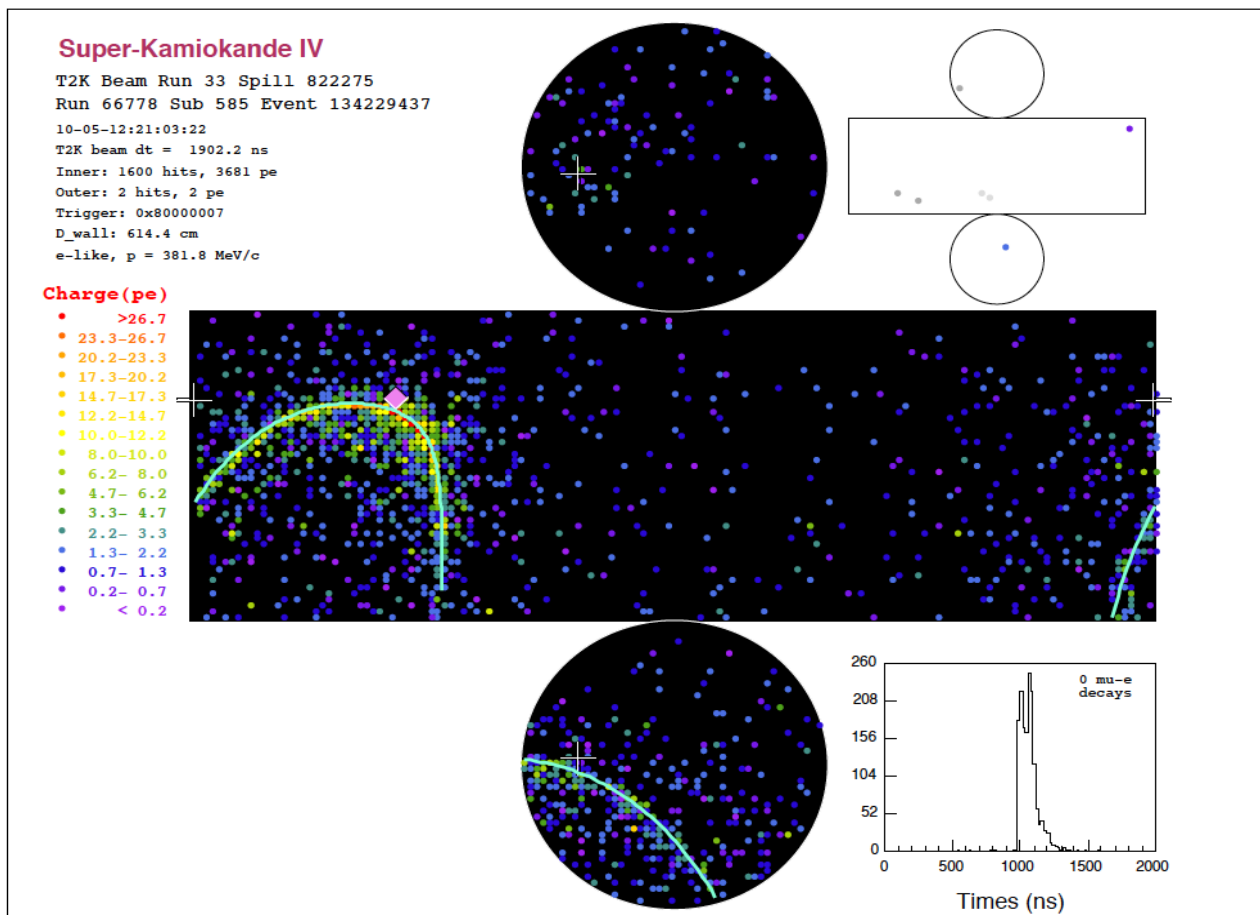 Super-Kamiokande IV
T2K Beam Run 33 Spill 822275
Run 66778 Sub 585 Event 134229437
10-05-12:21:03:22
T2K beam dt = 1902.2 ns
Inner: 1600 hits, 3681 pe
Outer: 2 hits, 2 pe
Trigger: 0x80000007
D_wall: 614.4 cm
e-like, p = 381.8 MeV/c
Charge(pe)
>26.7
23.3-26.7
20.2-23.3
17.3-20.2
14.7-17.3
12.2-14.7
10.0-12.2
8.0-10.0
6.2- 8.0
4.7- 6.2
3.3- 4.7
2.2- 3.3
1.3- 2.2
0.7- 1.3
0.2- 0.7
< 0.2
0 mu-e
decays
260
208
156
104
52
0
0
500
1000
1500
2000
Times (ns)